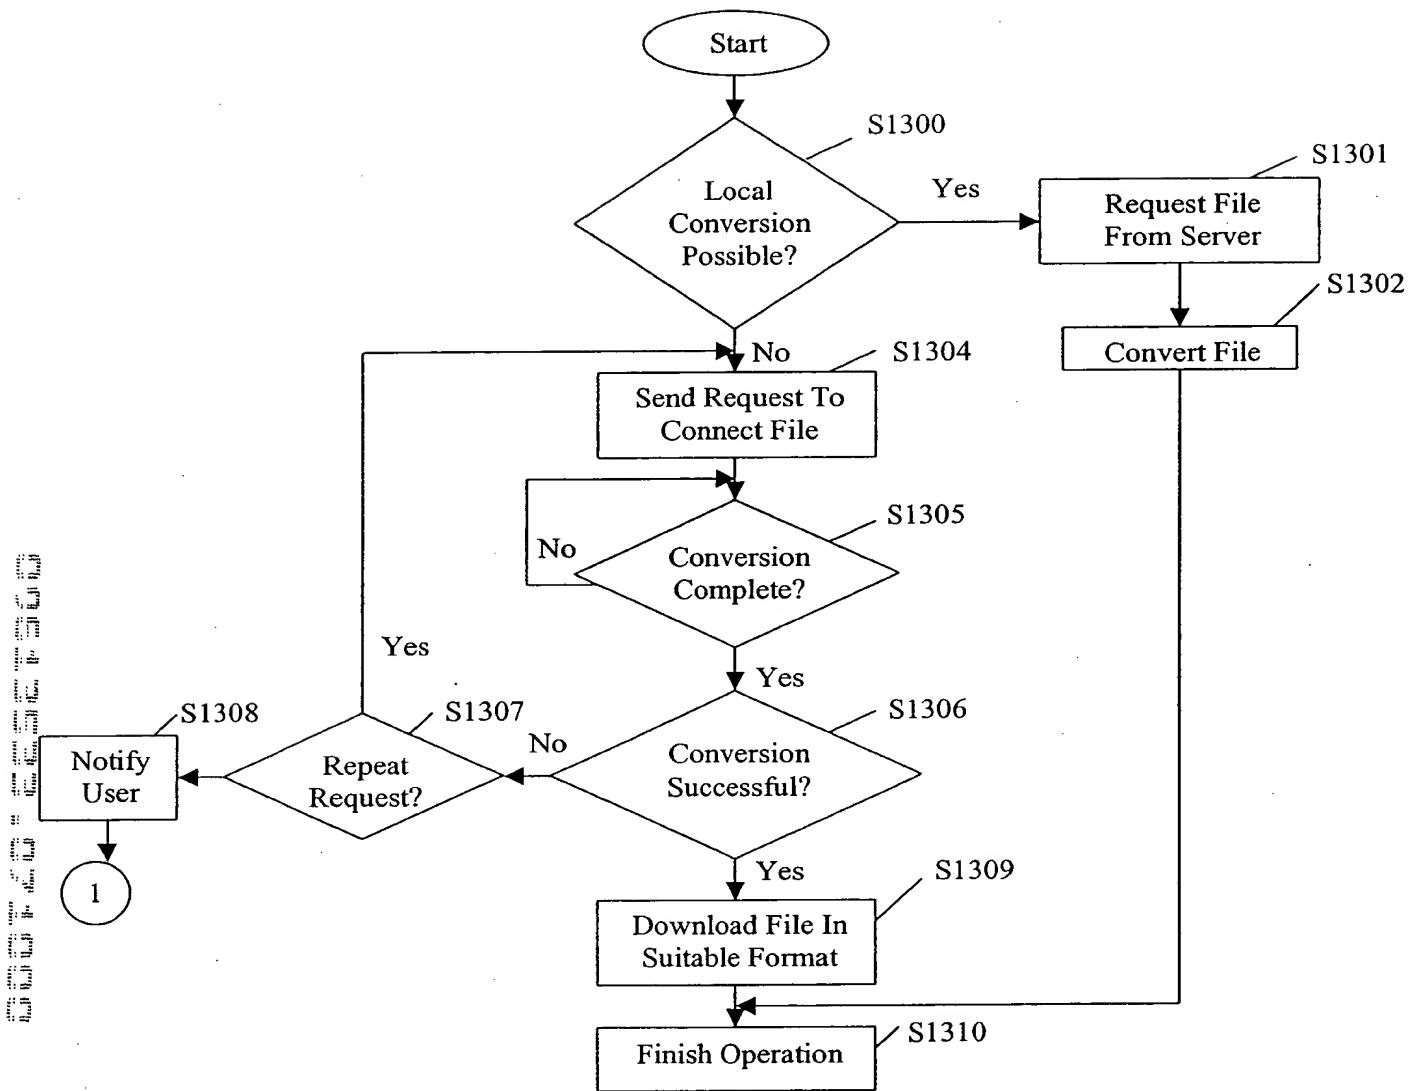 Start
S1300
Local
Conversion
Possible?
Yes
S1301
Request File
From Server
S1302
Convert File
No
S1304
Send Request To
Connect File
S1305
No
Conversion
Complete?
Yes
Yes
S1306
Conversion
Successful?
No
S1307
Repeat
Request?
S1308
Notify
User
1
Yes
S1309
Download File In
Suitable Format
S1310
Finish Operation